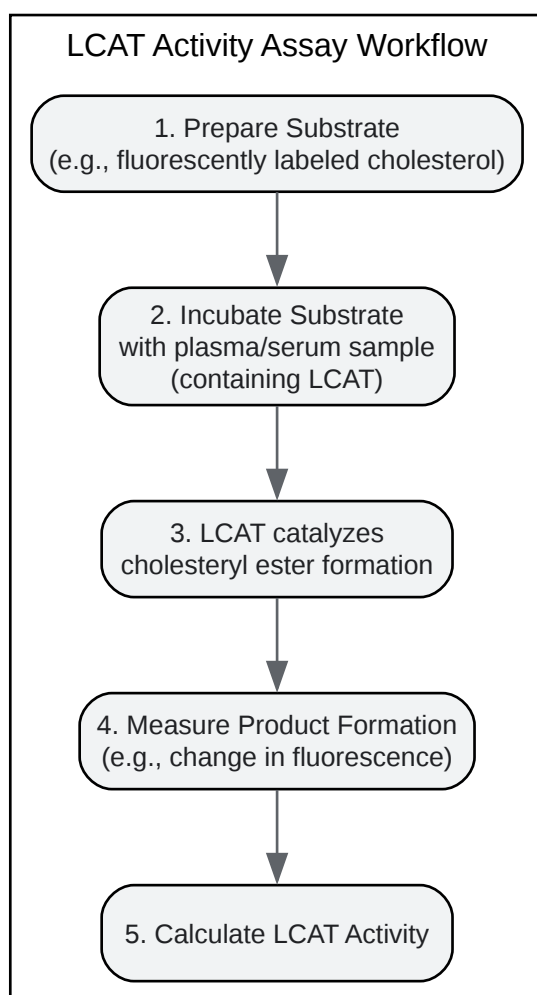 LCAT Activity Assay Workflow
1. Prepare Substrate
(e.g., fluorescently labeled cholesterol)
2. Incubate Substrate
with plasma/serum sample
(containing LCAT)
3. LCAT catalyzes
cholesteryl ester formation
4. Measure Product Formation
(e.g., change in fluorescence)
5. Calculate LCAT Activity